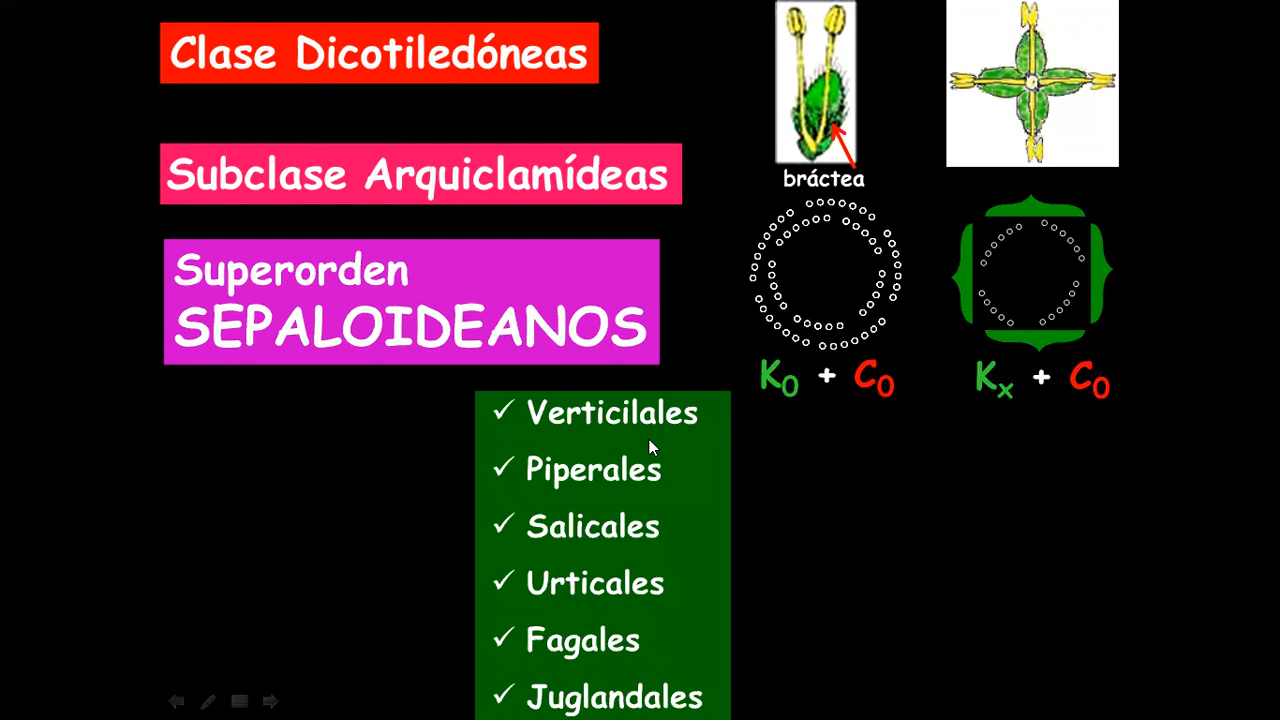 Clase Dicotiledóneas
Subclase Arquiclamídeas
Superorden
SEPALOIDEANOS
bráctea
K0 + C0
Kx + C0
✓ Verticilales
✓ Piperales
✓ Salicales
✓ Urticales
✓ Fagales
✓ Juglandales